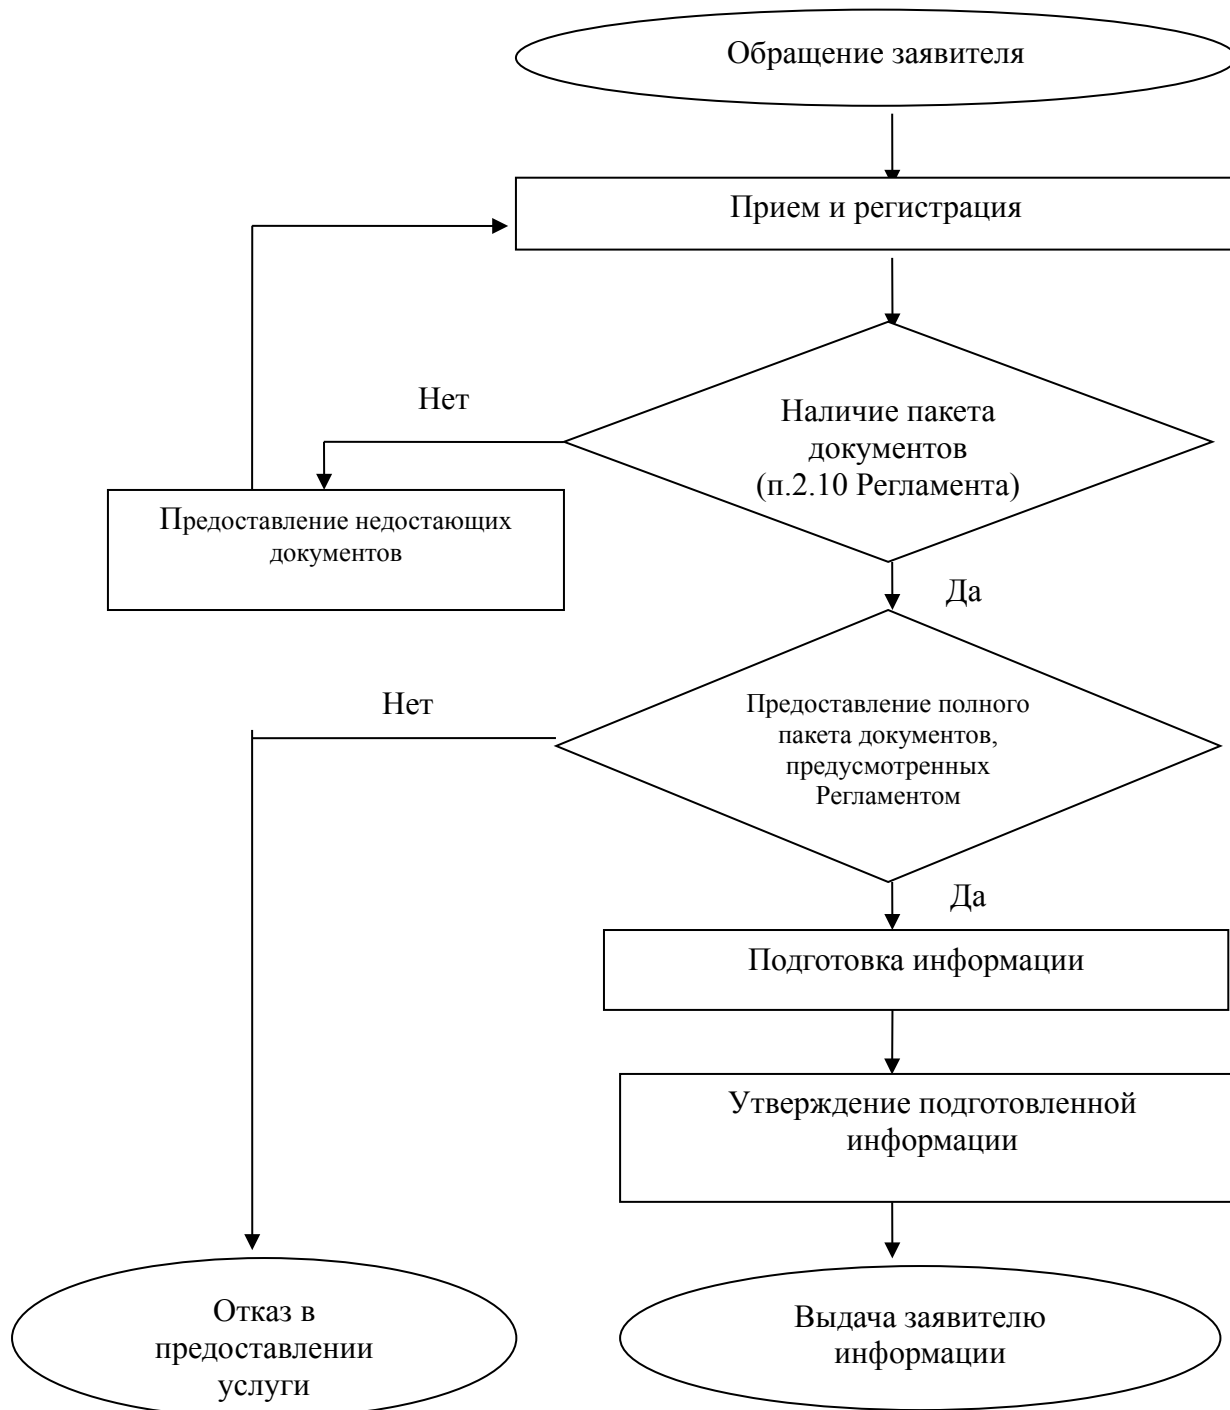 Обращение заявителя
Прием и регистрация
Нет
Наличие пакета
документов
(п.2.10 Регламента)
Предоставление недостающих
документов
Да
Нет
Предоставление полного
пакета документов,
предусмотренных
Регламентом
Да
Подготовка информации
Утверждение подготовленной
информации
Отказ в
предоставлении
услуги
Выдача заявителю
информации